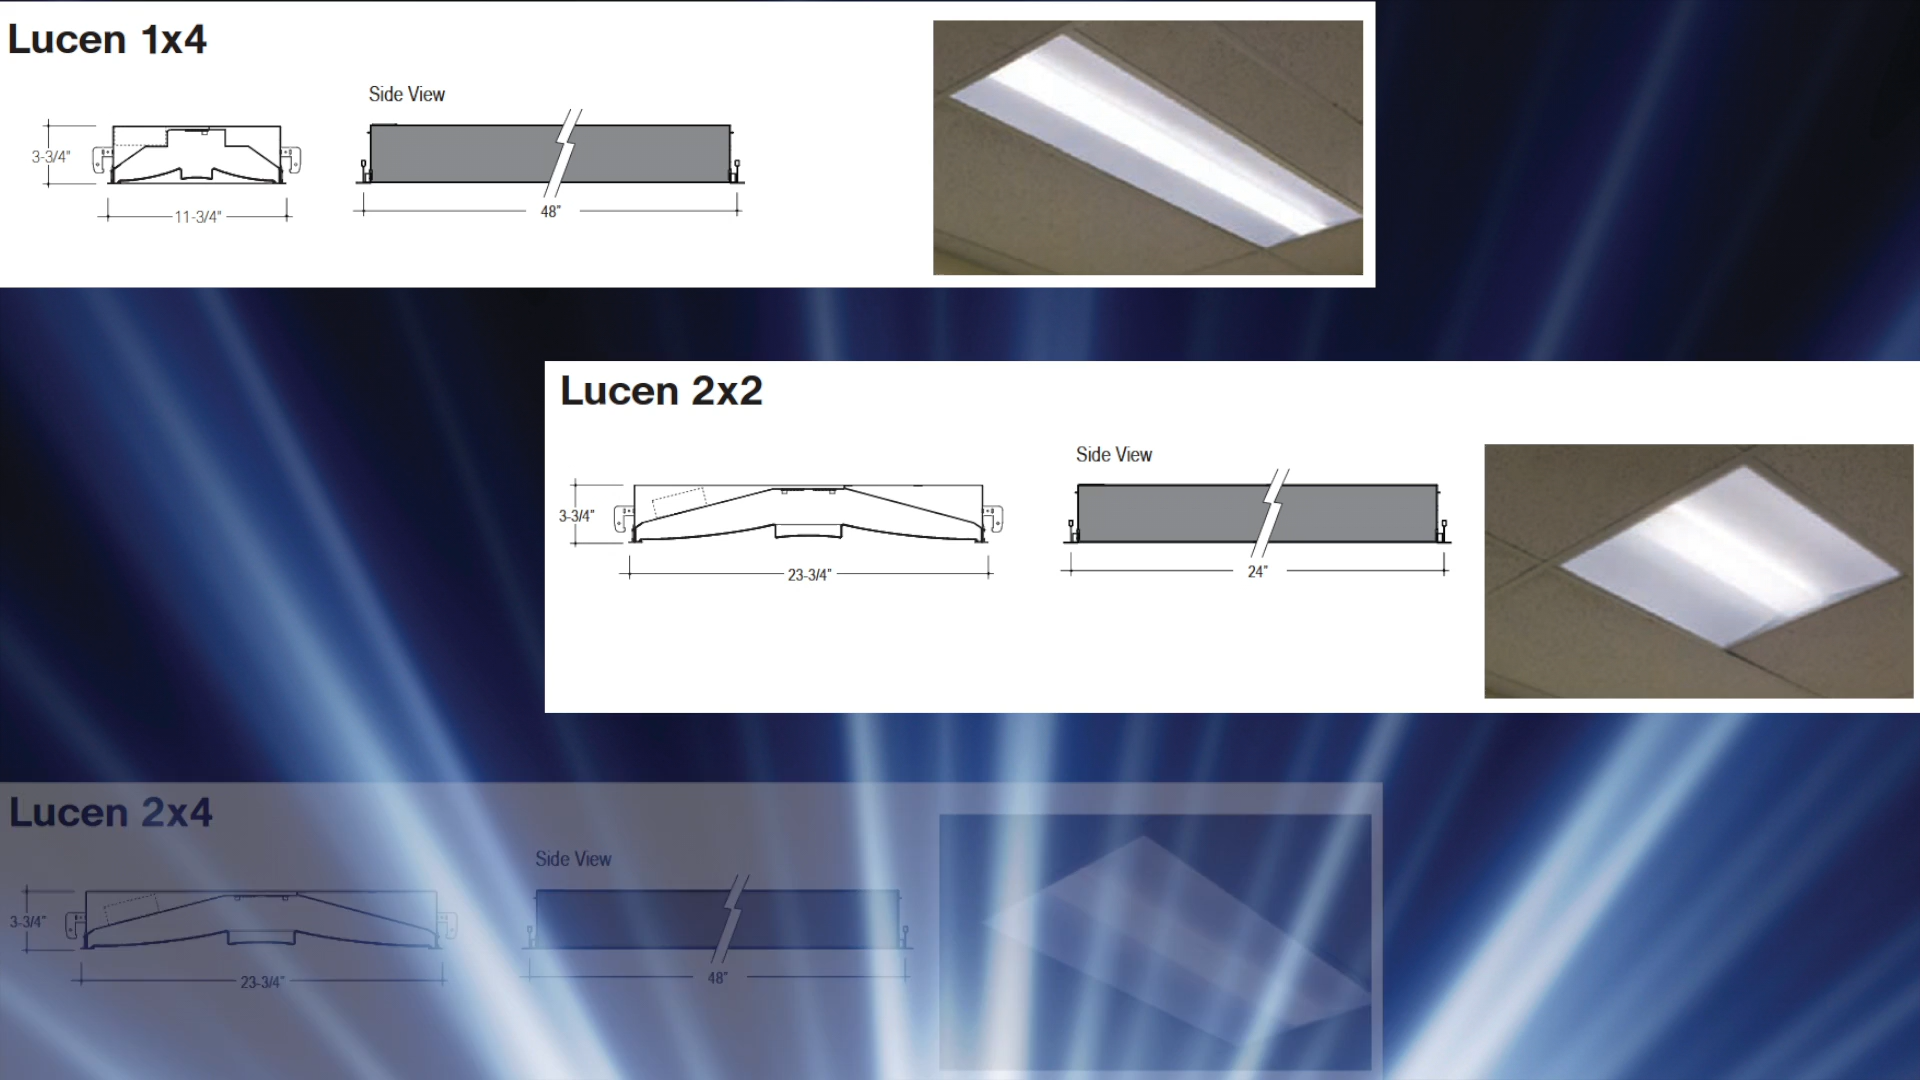 Lucen 1x4
Side View
3-3/4"
11-3/4"
48"
Lucen 2x2
Side View
3-3/4"
23-3/4"
24"
Lucen 2x4
Side View
3-3/4"
23-3/4"
48"